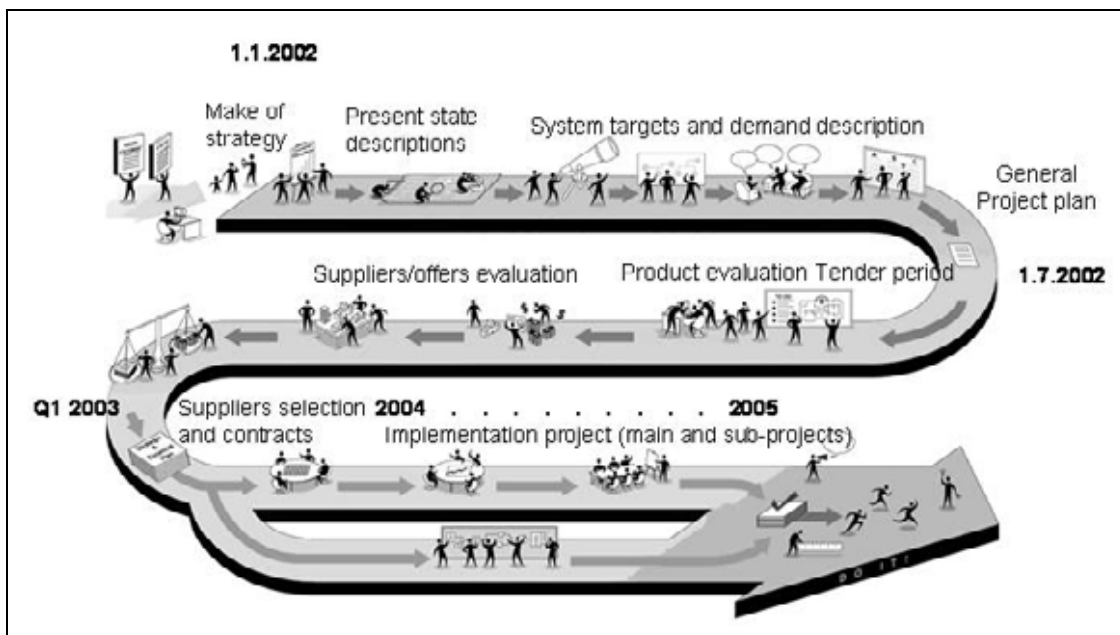 1.1.2002
Make of
strategy
Present state
descriptions
System targets and demand description
General
Project plan
1.7.2002
Product evaluation Tender period
Suppliers/offers evaluation
Q1 2003
Suppliers selection
and contracts
2004 . . . . . . . . . . 2005
Implementation project (main and sub-projects)
DO IT!